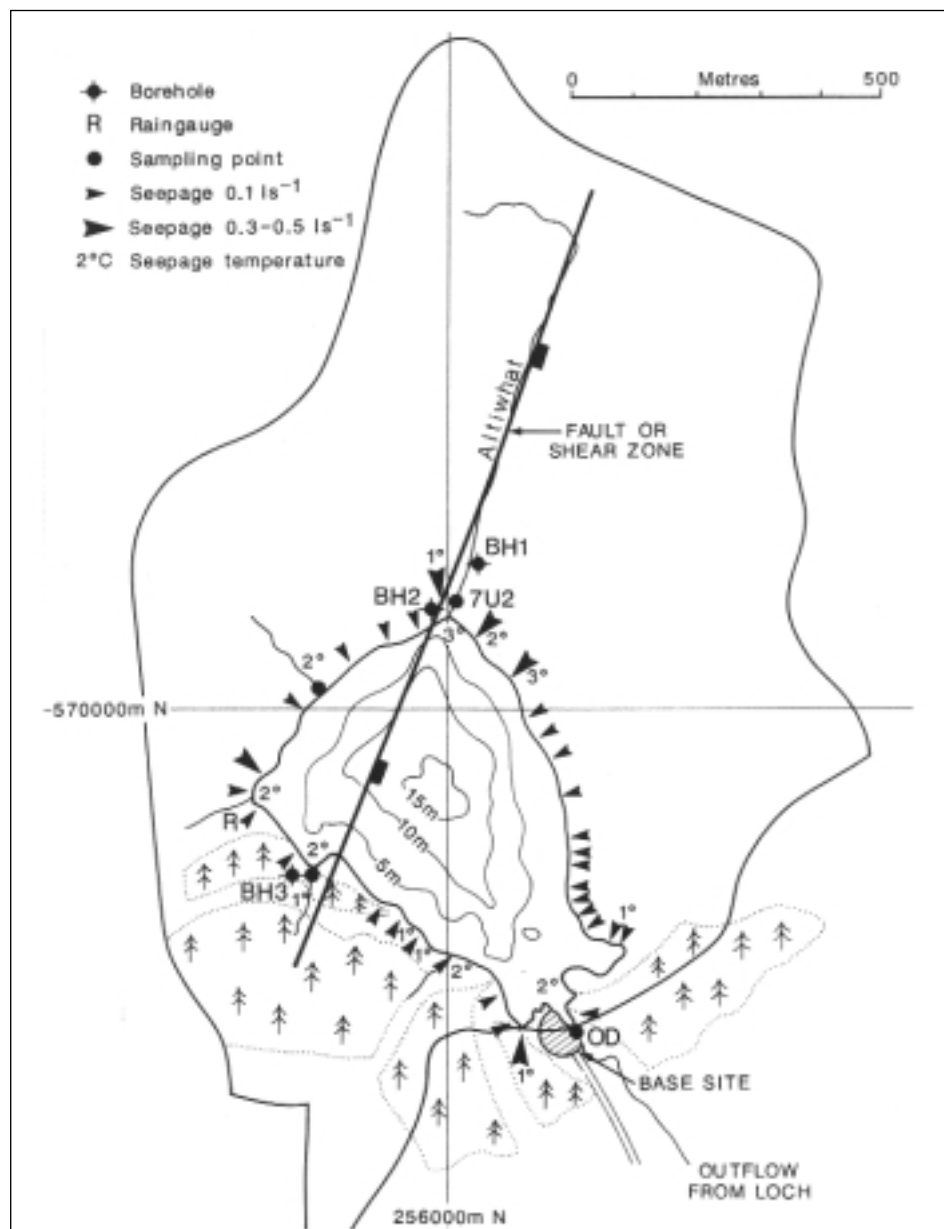 0 Metres 500
Borehole
R Raingauge
Sampling point
Seepage 0.1 ls⁻¹
Seepage 0.3-0.5 ls⁻¹
2°C Seepage temperature
Altiwhat
FAULT OR
SHEAR ZONE
BH1
1°
BH2
7U2
3°
2°
2°
3°
-570000m N
2°
15m
R
10m
2°
5m
BH3
1°
1°
1°
1°
2°
2°
OD
1°
BASE SITE
OUTFLOW
FROM LOCH
256000m N